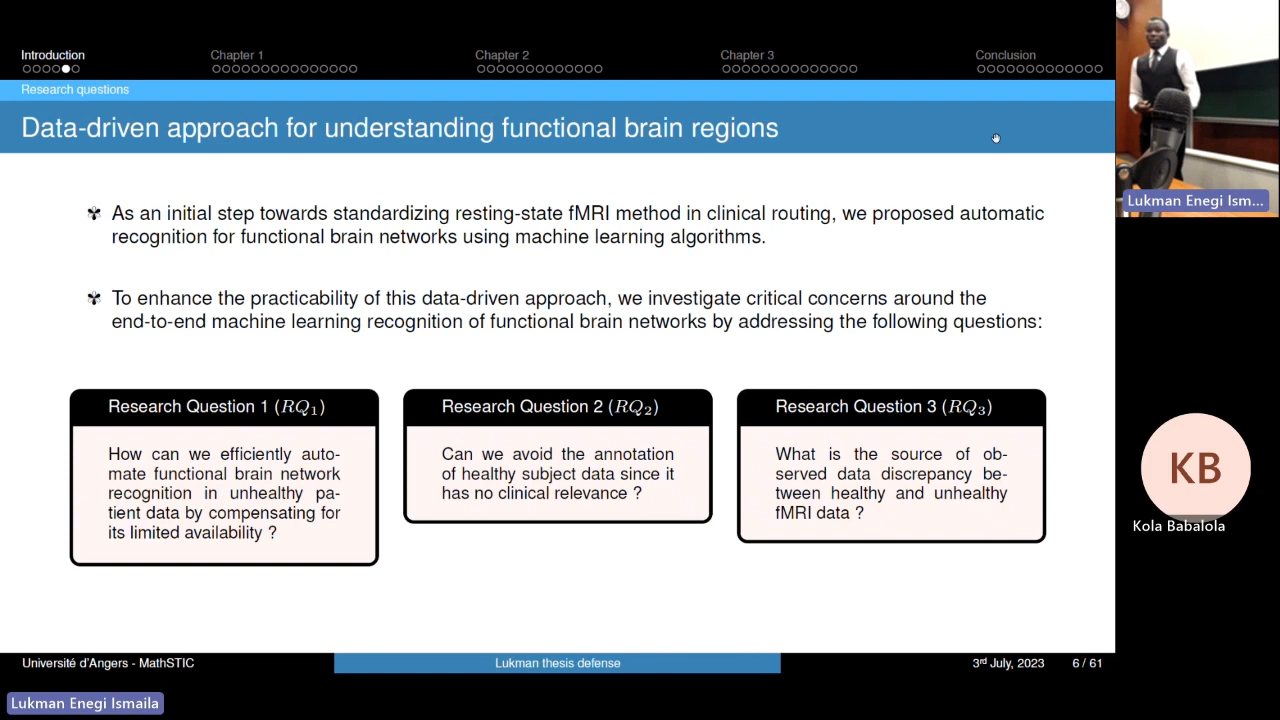 Introduction
Chapter 1
Chapter 2
Chapter 3
Conclusion
Research questions
Data-driven approach for understanding functional brain regions
As an initial step towards standardizing resting-state fMRI method in clinical routing, we proposed automatic
recognition for functional brain networks using machine learning algorithms.
To enhance the practicability of this data-driven approach, we investigate critical concerns around the
end-to-end machine learning recognition of functional brain networks by addressing the following questions:
Research Question 1 (RQ₁)
How can we efficiently auto-
mate functional brain network
recognition in unhealthy pa-
tient data by compensating for
its limited availability ?
Research Question 2 (RQ₂)
Can we avoid the annotation
of healthy subject data since it
has no clinical relevance ?
Research Question 3 (RQ₃)
What is the source of ob-
served data discrepancy be-
tween healthy and unhealthy
fMRI data ?
Université d'Angers - MathSTIC
Lukman thesis defense
3rd July, 2023
6 / 61
Lukman Enegi Ismaila
Lukman Enegi Ism...
KB
Kola Babalola